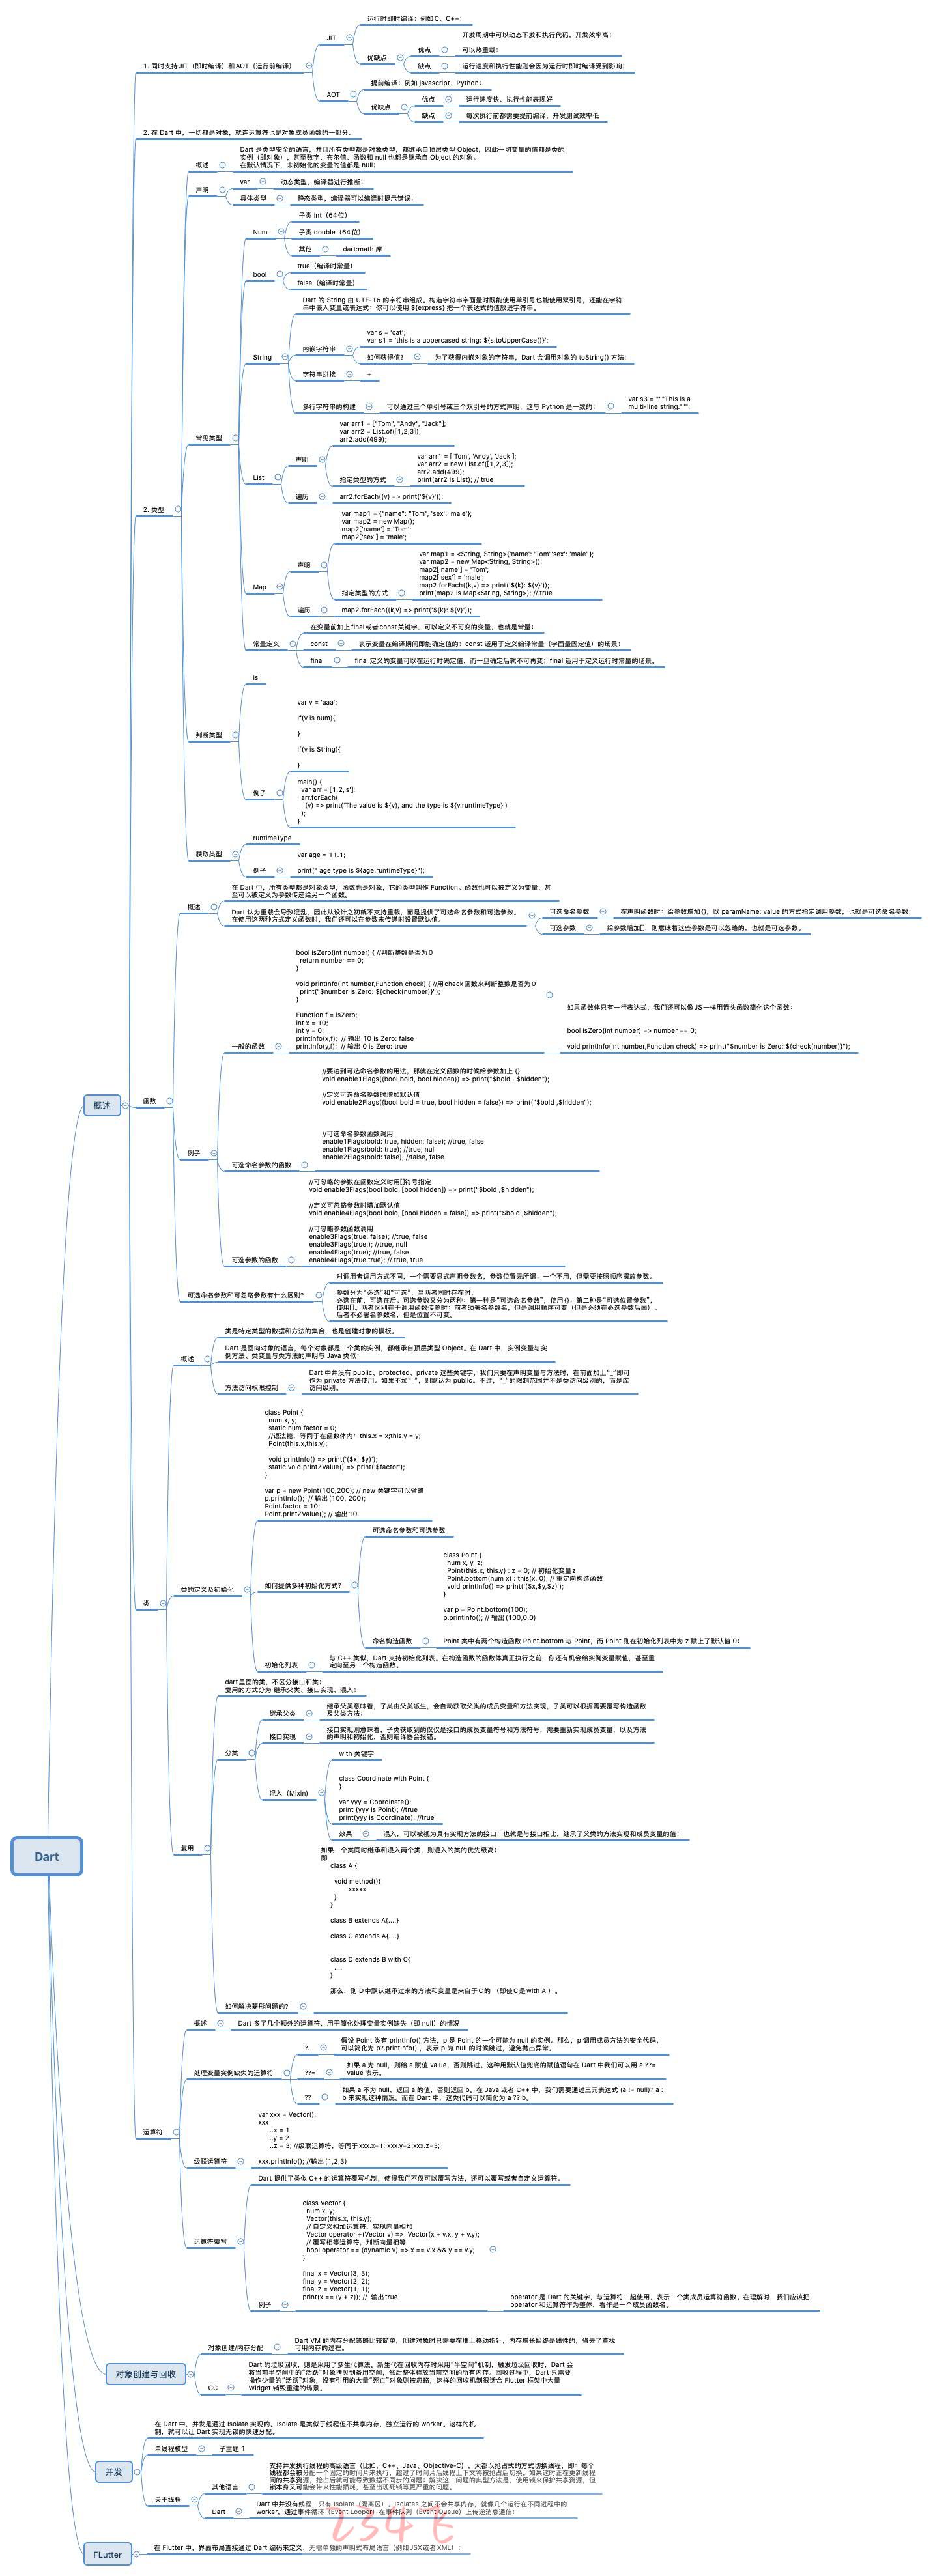 Dart
概述
1. 同时支持 JIT（即时编译）和 AOT（运行前编译）
JIT
运行时即时编译；例如 C、C++；
优缺点
优点
开发周期中可以动态下发和执行代码，开发效率高；
可以热重载；
缺点
运行速度和执行性能则会因为运行时即时编译受到影响；
AOT
提前编译；例如 Javascript、Python；
优缺点
优点
运行速度快、执行性能表现好
缺点
每次执行前都需要提前编译，开发测试效率低
2. 在 Dart 中，一切都是对象，就连运算符也是对象成员函数的一部分。
2. 类型
概述
Dart 是类型安全的语言，并且所有类型都是对象类型，都继承自顶层类型 Object，因此一切变量的值都是类的
实例（即对象），甚至数字、布尔值、函数和 null 也都是继承自 Object 的对象。
在默认情况下，未初始化的变量的值都是 null；
声明
var
动态类型，编译器进行推断；
具体类型
静态类型，编译器可以编译时提示错误；
常见类型
Num
子类 int（64 位）
子类 double（64 位）
其他
dart:math 库
bool
true（编译时常量）
false（编译时常量）
String
Dart 的 String 由 UTF-16 的字符串组成。构造字符串字面量时既能使用单引号也能使用双引号，还能在字符
串中嵌入变量或表达式：你可以使用 ${express} 把一个表达式的值放进字符串。
内嵌字符串
var s = 'cat';
var s1 = 'this is a uppercased string: ${s.toUpperCase()}';
如何获得值？
为了获得内嵌对象的字符串，Dart 会调用对象的 toString() 方法;
字符串拼接
+
多行字符串的构建
可以通过三个单引号或三个双引号的方式声明，这与 Python 是一致的；
var s3 = """This is a
multi-line string.""";
List
声明
var arr1 = ["Tom", "Andy", "Jack"];
var arr2 = List.of([1,2,3]);
arr2.add(499);
指定类型的方式
var arr1 = ['Tom', 'Andy', 'Jack'];
var arr2 = new List.of([1,2,3]);
arr2.add(499);
print(arr2 is List); // true
遍历
arr2.forEach((v) => print('${v}'));
Map
声明
var map1 = {"name": "Tom", 'sex': 'male'};
var map2 = new Map();
map2['name'] = 'Tom';
map2['sex'] = 'male';
指定类型的方式
var map1 = <String, String>{'name': 'Tom','sex': 'male',};
var map2 = new Map<String, String>();
map2['name'] = 'Tom';
map2['sex'] = 'male';
map2.forEach((k,v) => print('${k}: ${v}'));
print(map2 is Map<String, String>); // true
遍历
map2.forEach((k,v) => print('${k}: ${v}'));
常量定义
在变量前加上 final 或者 const 关键字，可以定义不可变的变量，也就是常量；
const
表示变量在编译期间即能确定值的；const 适用于定义编译常量（字面量固定值）的场景；
final
final 定义的变量可以在运行时确定值，而一旦确定后就不可再变；final 适用于定义运行时常量的场景。
判断类型
is
例子
var v = 'aaa';
if(v is num){
}
if(v is String){
}
main() {
var arr = [1,2,'s'];
arr.forEach(
(v) => print('The value is ${v}, and the type is ${v.runtimeType}')
);
}
获取类型
runtimeType
例子
var age = 11.1;
print(" age type is ${age.runtimeType}");
函数
概述
在 Dart 中，所有类型都是对象类型，函数也是对象，它的类型叫作 Function。函数也可以被定义为变量，甚
至可以被定义为参数传递给另一个函数。
Dart 认为重载会导致混乱，因此从设计之初就不支持重载，而是提供了可选命名参数和可选参数。
在使用这两种方式定义函数时，我们还可以在参数未传递时设置默认值。
可选命名参数
在声明函数时：给参数增加 {}，以 paramName: value 的方式指定调用参数，也就是可选命名参数；
可选参数
给参数增加[]，则意味着这些参数是可以忽略的，也就是可选参数。
例子
一般的函数
bool isZero(int number) { //判断整数是否为 0
return number == 0;
}
void printInfo(int number,Function check) { //用 check 函数来判断整数是否为 0
print("$number is Zero: ${check(number)}");
}
Function f = isZero;
int x = 10;
int y = 0;
printInfo(x,f);  // 输出 10 is Zero: false
printInfo(y,f);  // 输出 0 is Zero: true
如果函数体只有一行表达式，我们还可以像 JS 一样用箭头函数简化这个函数：
bool isZero(int number) => number == 0;
void printInfo(int number,Function check) => print("$number is Zero: ${check(number)}");
可选命名参数的函数
//要达到可选命名参数的用法，那就在定义函数的时候给参数加上 {}
void enable1Flags({bool bold, bool hidden}) => print("$bold , $hidden");
//定义可选命名参数时增加默认值
void enable2Flags({bool bold = true, bool hidden = false}) => print("$bold ,$hidden");
//可选命名参数函数调用
enable1Flags(bold: true, hidden: false); //true, false
enable1Flags(bold: true); //true, null
enable2Flags(bold: false); //false, false
可选参数的函数
//可忽略的参数在函数定义时用[]符号指定
void enable3Flags(bool bold, [bool hidden]) => print("$bold ,$hidden");
//定义可忽略参数时增加默认值
void enable4Flags(bool bold, [bool hidden = false]) => print("$bold ,$hidden");
//可忽略参数函数调用
enable3Flags(true, false); //true, false
enable3Flags(true,); //true, null
enable4Flags(true); //true, false
enable4Flags(true,true); // true, true
可选命名参数和可忽略参数有什么区别？
对调用者调用方式不同，一个需要显式声明参数名，参数位置无所谓；一个不用，但需要按照顺序摆放参数。
参数分为“必选”和“可选”，当两者同时存在时，
必选在前，可选在后。可选参数又分为两种：第一种是“可选命名参数”，使用{}；第二种是“可选位置参数”，
使用[]。两者区别在于调用函数传参时：前者须署名参数名，但是调用顺序可变（但是必须在必选参数后面），
后者不必署名参数名，但是位置不可变。
类
概述
类是特定类型的数据和方法的集合，也是创建对象的模板。
Dart 是面向对象的语言，每个对象都是一个类的实例，都继承自顶层类型 Object。在 Dart 中，实例变量与实
例方法、类变量与类方法的声明与 Java 类似；
方法访问权限控制
Dart 中并没有 public、protected、private 这些关键字，我们只要在声明变量与方法时，在前面加上“_”即可
作为 private 方法使用。如果不加“_”，则默认为 public。不过，“_”的限制范围并不是类访问级别的，而是库
访问级别。
类的定义及初始化
class Point {
num x, y;
static num factor = 0;
//语法糖，等同于在函数体内：this.x = x;this.y = y;
Point(this.x,this.y);
void printInfo() => print('($x, $y)');
static void printZValue() => print('$factor');
}
var p = new Point(100,200); // new 关键字可以省略
p.printInfo();  // 输出 (100, 200);
Point.factor = 10;
Point.printZValue(); // 输出 10
如何提供多种初始化方式？
可选命名参数和可选参数
命名构造函数
class Point {
num x, y, z;
Point(this.x, this.y) : z = 0; // 初始化变量 z
Point.bottom(num x) : this(x, 0); // 重定向构造函数
void printInfo() => print('($x,$y,$z)');
}
var p = Point.bottom(100);
p.printInfo(); // 输出 (100,0,0)
Point 类中有两个构造函数 Point.bottom 与 Point，而 Point 则在初始化列表中为 z 赋上了默认值 0；
初始化列表
与 C++ 类似，Dart 支持初始化列表。在构造函数的函数体真正执行之前，你还有机会给实例变量赋值，甚至重
定向至另一个构造函数。
复用
dart 里面的类，不区分接口和类；
复用的方式分为 继承父类、接口实现、混入；
分类
继承父类
继承父类意味着，子类由父类派生，会自动获取父类的成员变量和方法实现，子类可以根据需要覆写构造函数
及父类方法；
接口实现
接口实现则意味着，子类获取到的仅仅是接口的成员变量符号和方法符号，需要重新实现成员变量，以及方法
的声明和初始化，否则编译器会报错。
混入（Mixin)
with 关键字
class Coordinate with Point {
}
var yyy = Coordinate();
print (yyy is Point); //true
print(yyy is Coordinate); //true
效果
混入，可以被视为具有实现方法的接口；也就是与接口相比，继承了父类的方法实现和成员变量的值；
如何解决菱形问题的？
如果一个类同时继承和混入两个类，则混入的类的优先级高；
即
class A {
void method(){
xxxxx
}
}
class B extends A{....}
class C extends A{....}
class D extends B with C{
....
}
那么，则 D 中默认继承过来的方法和变量是来自于 C 的 （即使 C 是 with A ）。
运算符
概述
Dart 多了几个额外的运算符，用于简化处理变量实例缺失（即 null）的情况
处理变量实例缺失的运算符
?.
假设 Point 类有 printInfo() 方法，p 是 Point 的一个可能为 null 的实例。那么，p 调用成员方法的安全代码，
可以简化为 p?.printInfo() ，表示 p 为 null 的时候跳过，避免抛出异常。
??=
如果 a 为 null，则给 a 赋值 value，否则跳过。这种用默认值兜底的赋值语句在 Dart 中我们可以用 a ??=
value 表示。
??
如果 a 不为 null，返回 a 的值，否则返回 b。在 Java 或者 C++ 中，我们需要通过三元表达式 (a != null)? a :
b 来实现这种情况。而在 Dart 中，这类代码可以简化为 a ?? b。
级联运算符
var xxx = Vector();
xxx
..x = 1
..y = 2
..z = 3; //级联运算符，等同于 xxx.x=1; xxx.y=2;xxx.z=3;
xxx.printInfo(); //输出 (1,2,3)
运算符覆写
Dart 提供了类似 C++ 的运算符覆写机制，使得我们不仅可以覆写方法，还可以覆写或者自定义运算符。
例子
class Vector {
num x, y;
Vector(this.x, this.y);
// 自定义相加运算符，实现向量相加
Vector operator +(Vector v) =>  Vector(x + v.x, y + v.y);
// 覆写相等运算符，判断向量相等
bool operator == (dynamic v) => x == v.x && y == v.y;
}
final x = Vector(3, 3);
final y = Vector(2, 2);
final z = Vector(1, 1);
print(x == (y + z)); //  输出 true
operator 是 Dart 的关键字，与运算符一起使用，表示一个类成员运算符函数。在理解时，我们应该把
operator 和运算符作为整体，看作是一个成员函数名。
对象创建与回收
对象创建/内存分配
Dart VM 的内存分配策略比较简单，创建对象时只需要在堆上移动指针，内存增长始终是线性的，省去了查找
可用内存的过程。
GC
Dart 的垃圾回收，则是采用了多生代算法。新生代在回收内存时采用“半空间”机制，触发垃圾回收时，Dart 会
将当前半空间中的“活跃”对象拷贝到备用空间，然后整体释放当前空间的所有内存。回收过程中，Dart 只需要
操作少量的“活跃”对象，没有引用的大量“死亡”对象则被忽略，这样的回收机制很适合 Flutter 框架中大量
Widget 销毁重建的场景。
并发
在 Dart 中，并发是通过 Isolate 实现的。Isolate 是类似于线程但不共享内存，独立运行的 worker。这样的机
制，就可以让 Dart 实现无锁的快速分配。
单线程模型
子主题 1
关于线程
其他语言
支持并发执行线程的高级语言（比如，C++、Java、Objective-C），大都以抢占式的方式切换线程，即：每个
线程都会被分配一个固定的时间片来执行，超过了时间片后线程上下文将被抢占后切换。如果这时正在更新线程
间的共享资源，抢占后就可能导致数据不同步的问题；解决这一问题的典型方法是，使用锁来保护共享资源，但
锁本身又可能会带来性能损耗，甚至出现死锁等更严重的问题。
Dart
Dart 中并没有线程，只有 Isolate（隔离区）。Isolates 之间不会共享内存，就像几个运行在不同进程中的
worker，通过事件循环（Event Looper）在事件队列（Event Queue）上传递消息通信；
234 E
FLutter
在 Flutter 中，界面布局直接通过 Dart 编码来定义，无需单独的声明式布局语言（例如 JSX 或者 XML）；